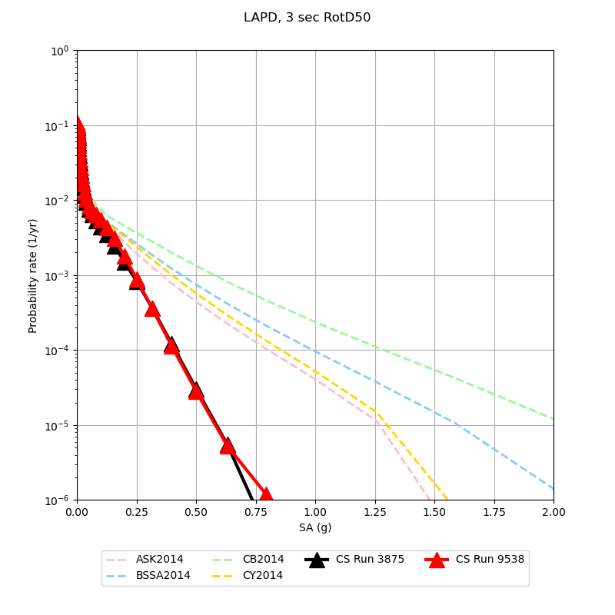 LAPD, 3 sec RotD50
10^0
10^-1
10^-2
10^-3
10^-4
10^-5
10^-6
Probability rate (1/yr)
0.00 0.25 0.50 0.75 1.00 1.25 1.50 1.75 2.00
SA (g)
ASK2014 CB2014 CS Run 3875 CS Run 9538
BSSA2014 CY2014